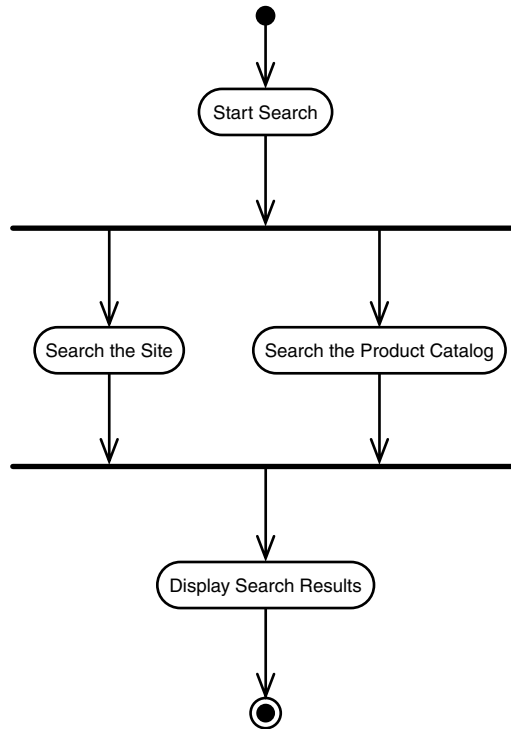 Start Search
Search the Site
Search the Product Catalog
Display Search Results